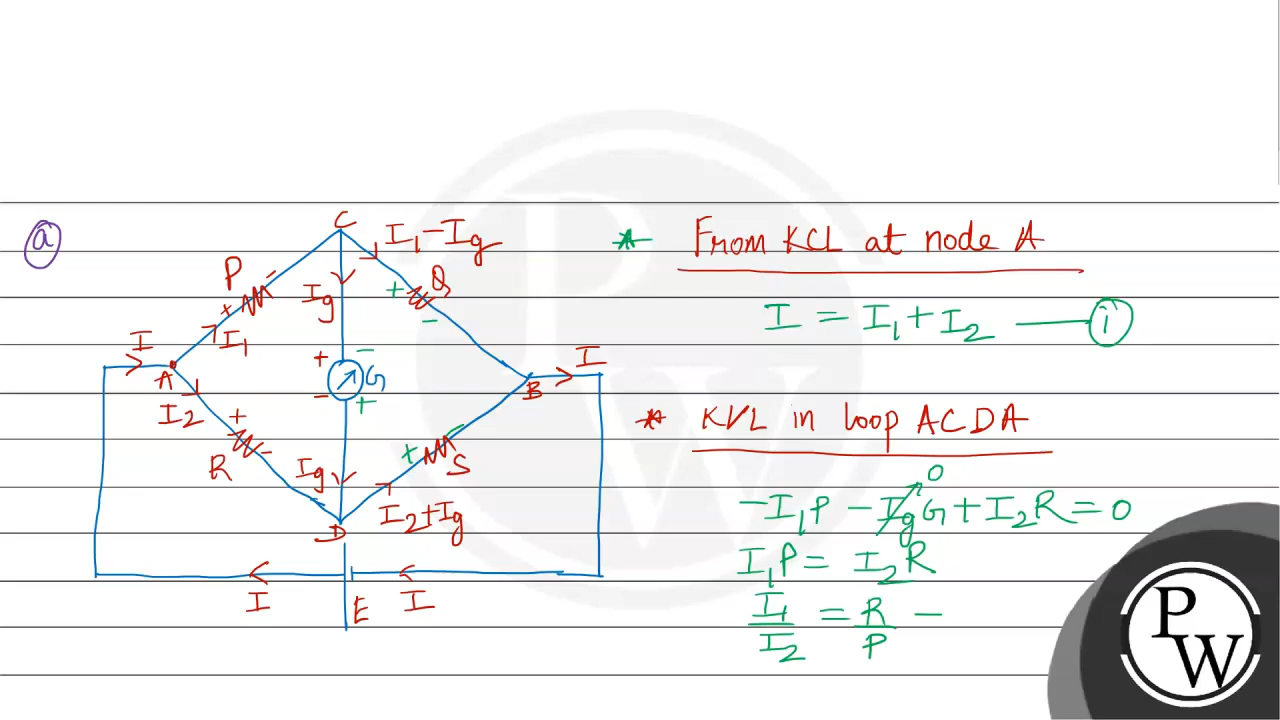 a
C
I₁-Ig
P
Q
+ -
+
-
Ig
I₁
I
A
+
-
-
+
G
I
B
I₂
+
-
R
+
-
S
Ig
D
I₂+Ig
I
E
I
* From KCL at node A
I = I₁+I₂ — i
* KVL in loop ACDA
0
-I₁P - IgG + I₂R = 0
I₁P = I₂R
I₁/I₂ = R/P -
PW
PW